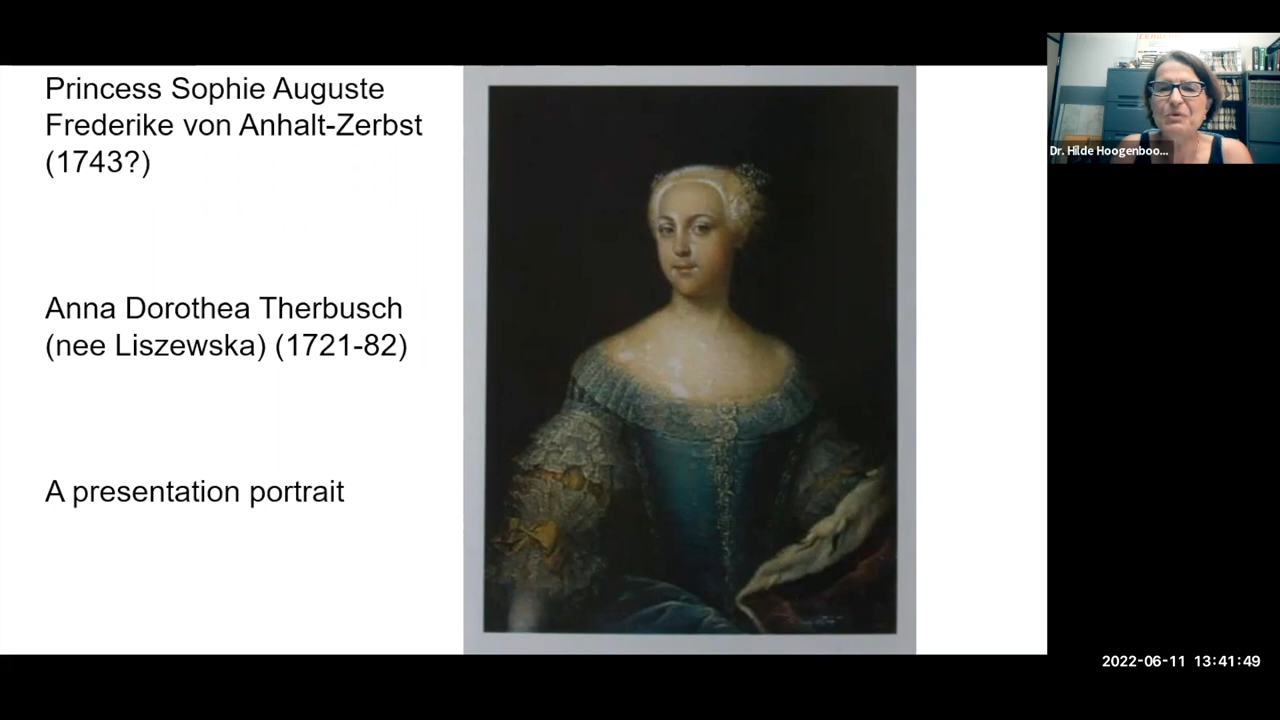 Princess Sophie Auguste
Frederike von Anhalt-Zerbst
(1743?)
Anna Dorothea Therbusch
(nee Liszewska) (1721-82)
A presentation portrait
Dr. Hilde Hoogenboo...
2022-06-11 13:41:49